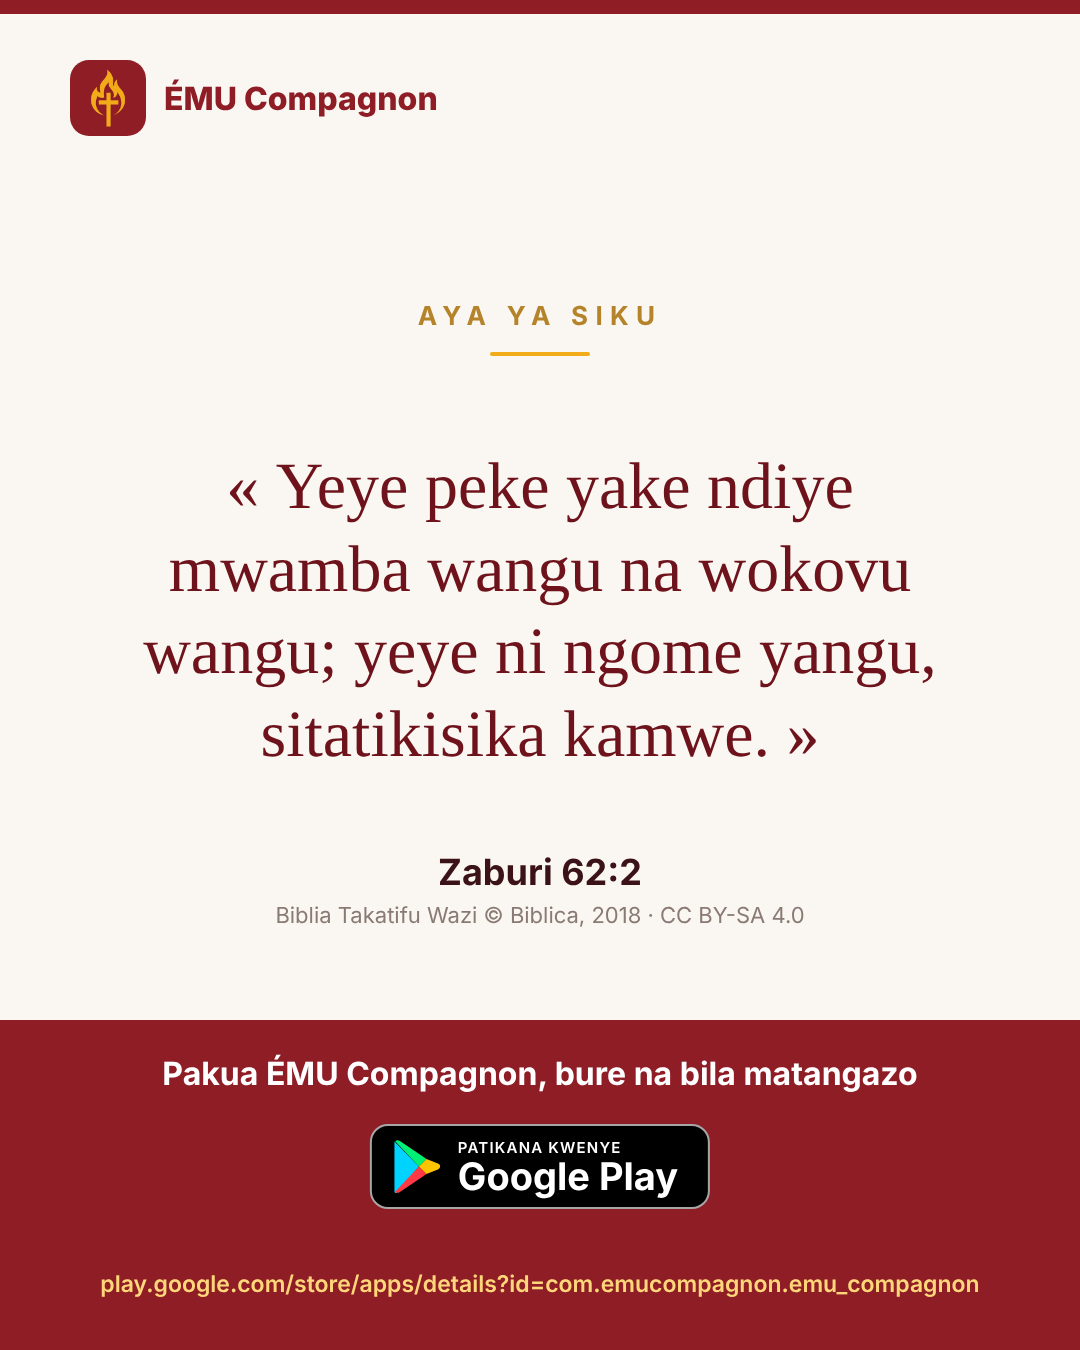 ÉMU Compagnon
AYA YA SIKU
« Yeye peke yake ndiye
mwamba wangu na wokovu
wangu; yeye ni ngome yangu,
sitatikisika kamwe. »
Zaburi 62:2
Biblia Takatifu Wazi © Biblica, 2018 · CC BY-SA 4.0
Pakua ÉMU Compagnon, bure na bila matangazo
PATIKANA KWENYE
Google Play
play.google.com/store/apps/details?id=com.emucompagnon.emu_compagnon